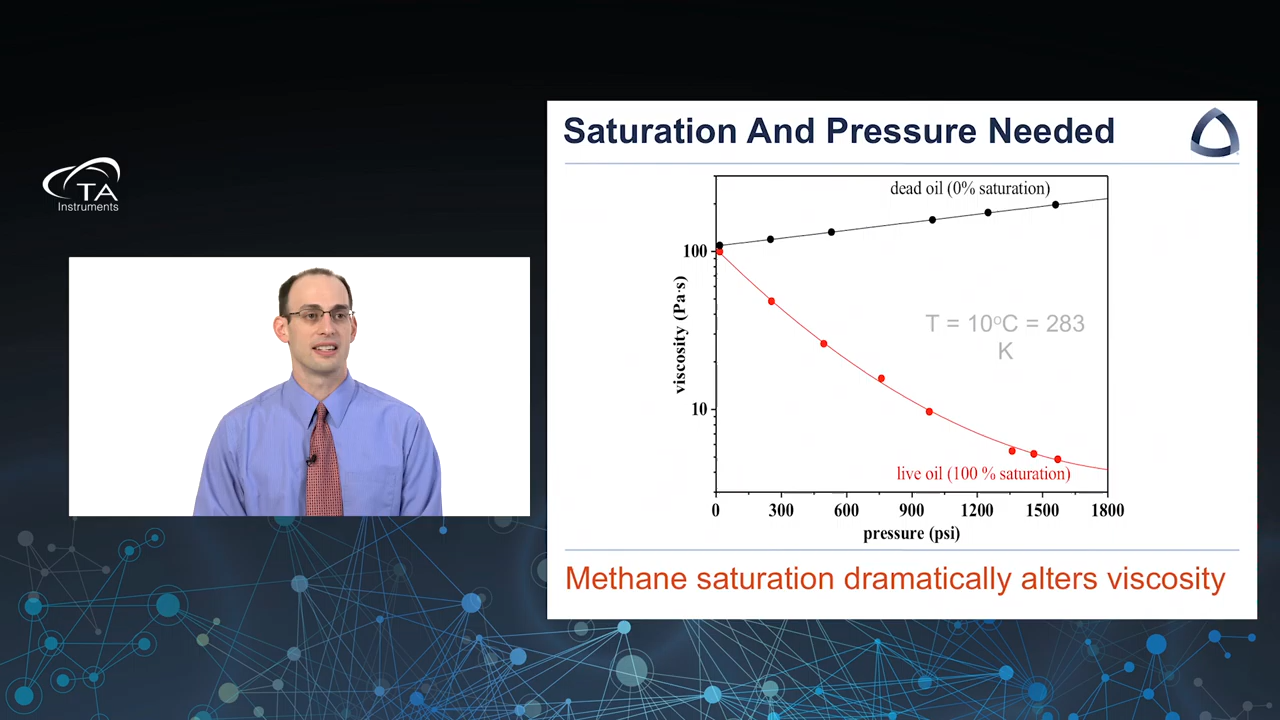 TA
Instruments
Saturation And Pressure Needed
dead oil (0% saturation)
100
viscosity (Pa·s)
T = 10°C = 283
K
10
live oil (100 % saturation)
0 300 600 900 1200 1500 1800
pressure (psi)
Methane saturation dramatically alters viscosity